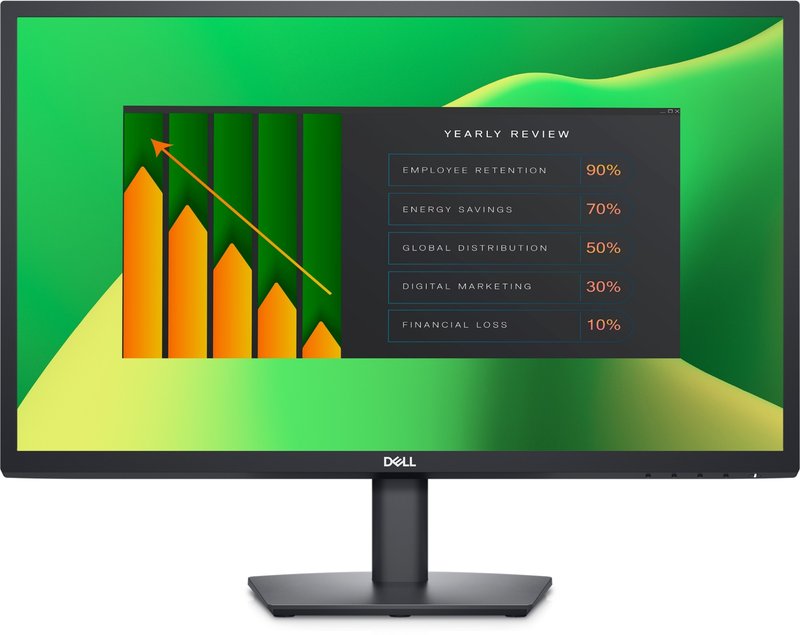 YEARLY REVIEW
EMPLOYEE RETENTION 90%
ENERGY SAVINGS 70%
GLOBAL DISTRIBUTION 50%
DIGITAL MARKETING 30%
FINANCIAL LOSS 10%
DELL